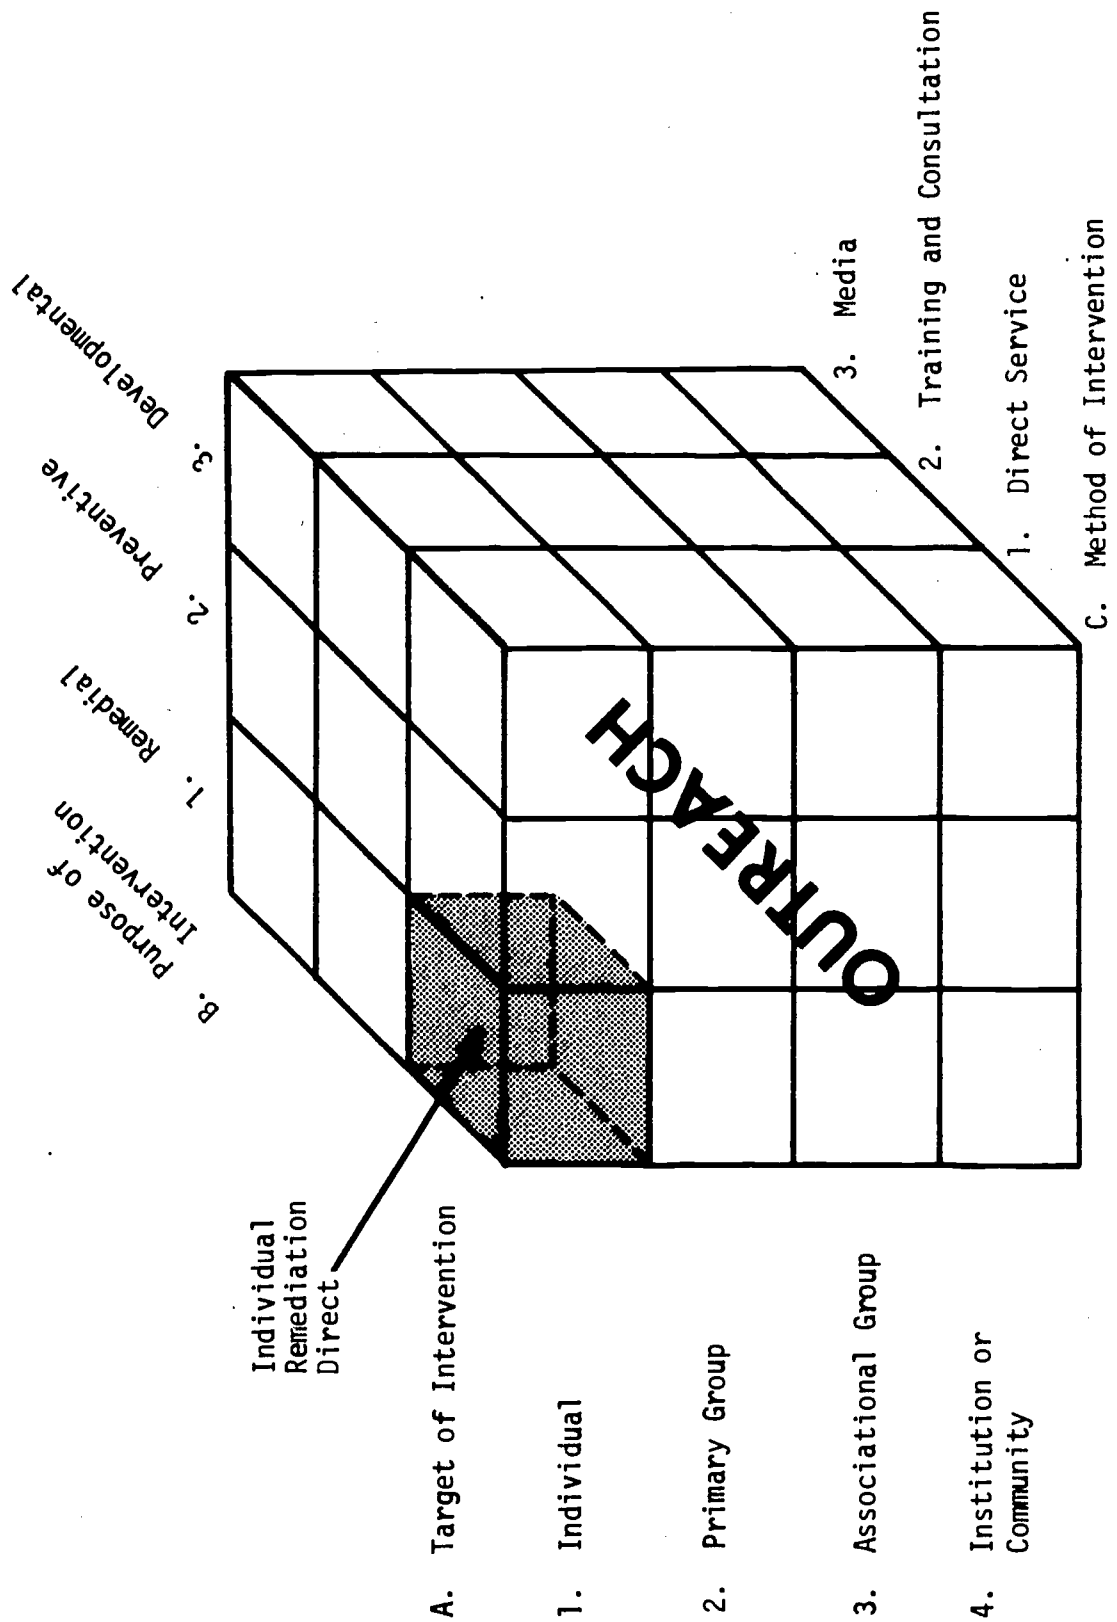 B. Purpose of
Intervention
1. Remedial
2. Preventive
3. Developmental
Individual
Remediation
Direct
A. Target of Intervention
1. Individual
2. Primary Group
3. Associational Group
4. Institution or
Community
OUTREACH
3. Media
2. Training and Consultation
1. Direct Service
C. Method of Intervention